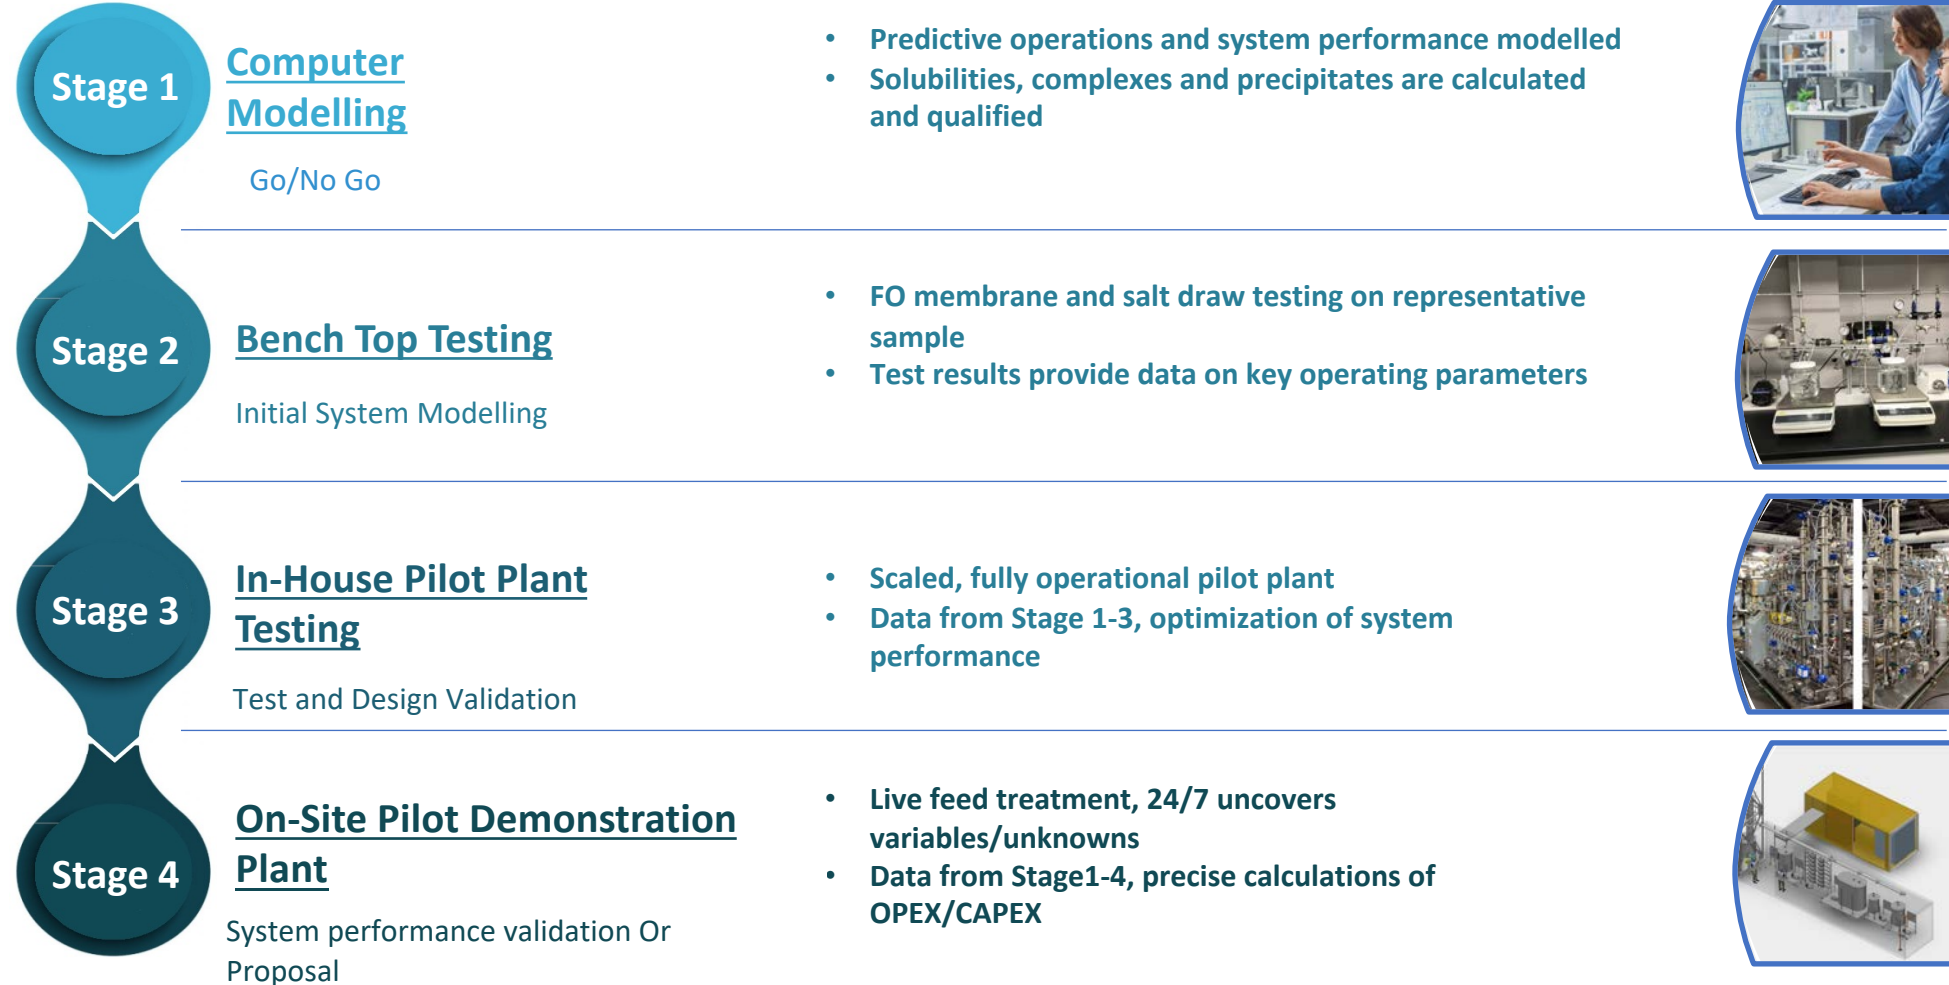 Stage 1
Computer
Modelling
Go/No Go
• Predictive operations and system performance modelled
• Solubilities, complexes and precipitates are calculated
and qualified
Stage 2
Bench Top Testing
Initial System Modelling
• FO membrane and salt draw testing on representative
sample
• Test results provide data on key operating parameters
Stage 3
In-House Pilot Plant
Testing
Test and Design Validation
• Scaled, fully operational pilot plant
• Data from Stage 1-3, optimization of system
performance
Stage 4
On-Site Pilot Demonstration
Plant
System performance validation Or
Proposal
• Live feed treatment, 24/7 uncovers
variables/unknowns
• Data from Stage1-4, precise calculations of
OPEX/CAPEX